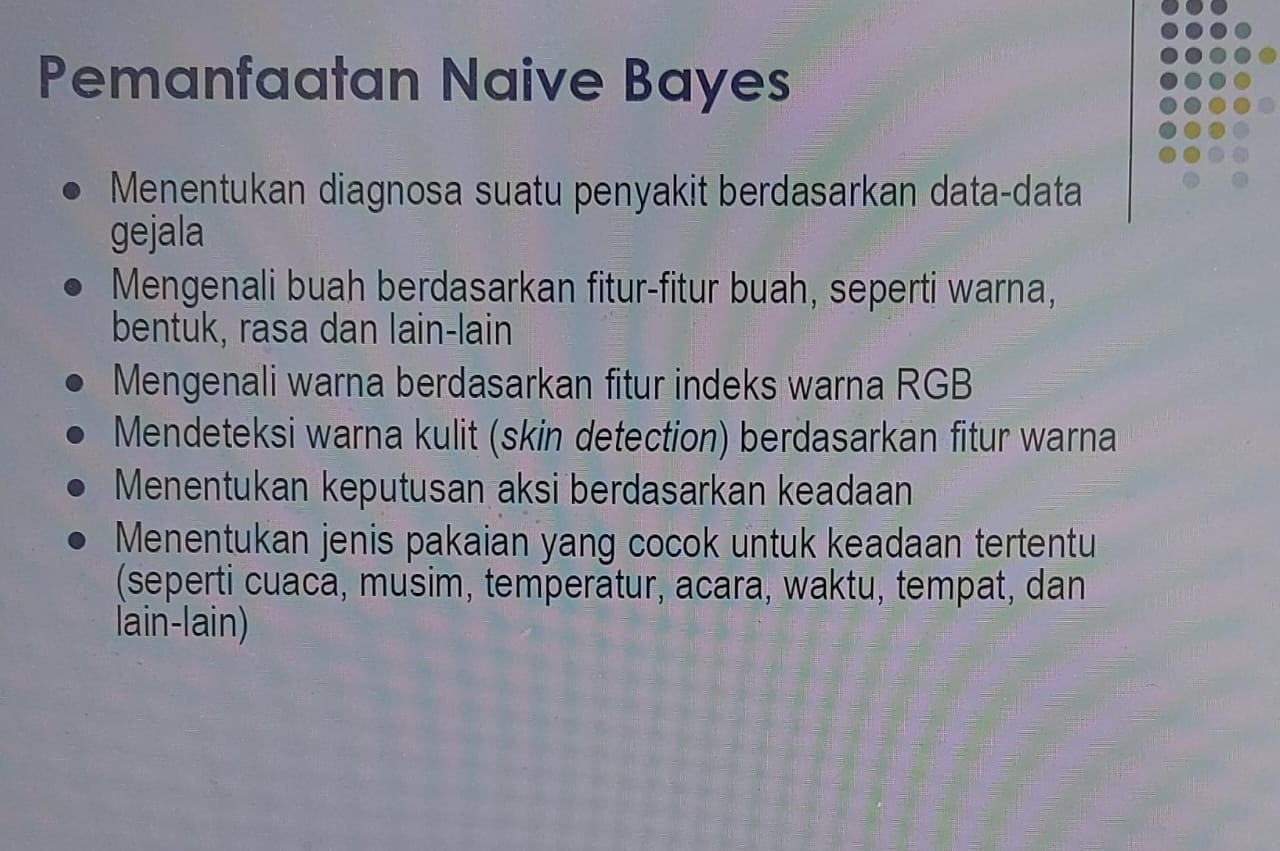 Pemanfaatan Naive Bayes
● Menentukan diagnosa suatu penyakit berdasarkan data-data
gejala
● Mengenali buah berdasarkan fitur-fitur buah, seperti warna,
bentuk, rasa dan lain-lain
● Mengenali warna berdasarkan fitur indeks warna RGB
● Mendeteksi warna kulit (skin detection) berdasarkan fitur warna
● Menentukan keputusan aksi berdasarkan keadaan
● Menentukan jenis pakaian yang cocok untuk keadaan tertentu
(seperti cuaca, musim, temperatur, acara, waktu, tempat, dan
lain-lain)